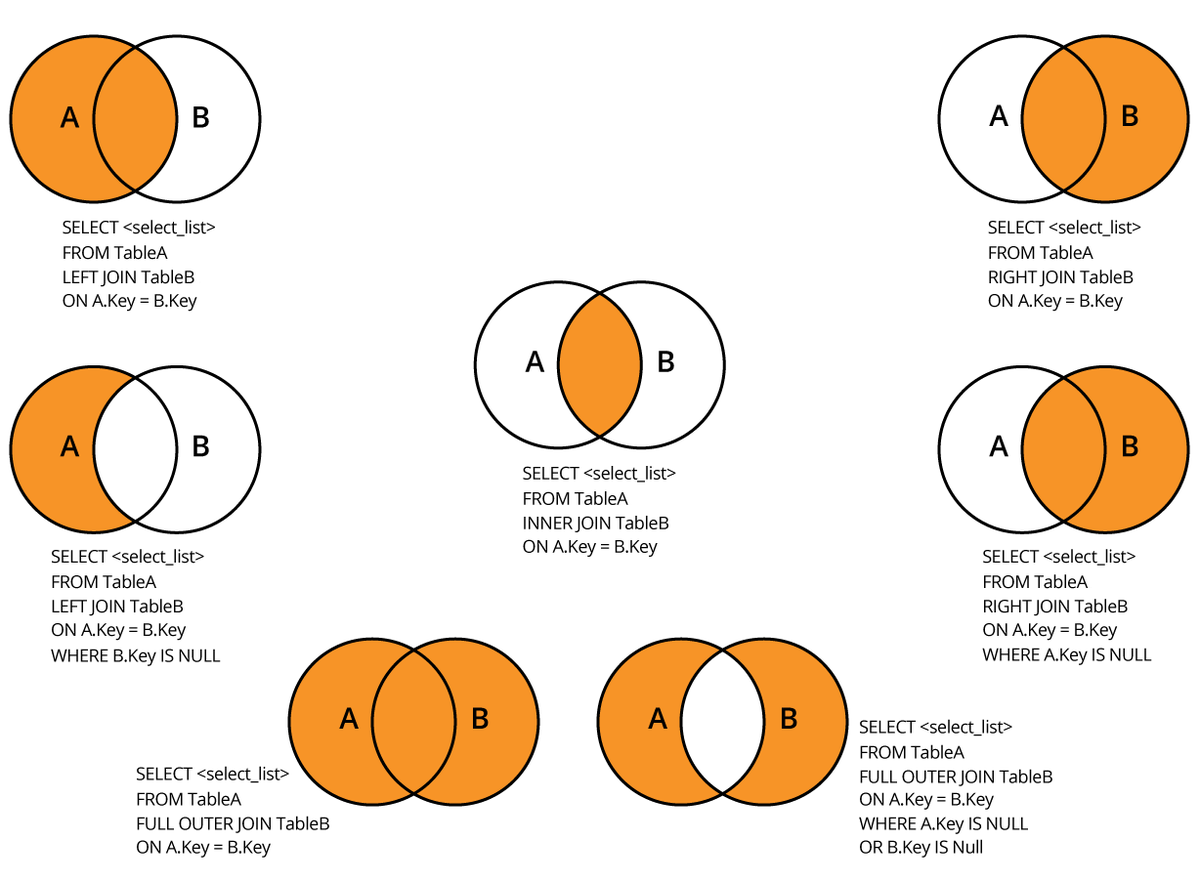 A B
SELECT <select_list>
FROM TableA
LEFT JOIN TableB
ON A.Key = B.Key
A B
SELECT <select_list>
FROM TableA
RIGHT JOIN TableB
ON A.Key = B.Key
A B
SELECT <select_list>
FROM TableA
INNER JOIN TableB
ON A.Key = B.Key
A B
SELECT <select_list>
FROM TableA
LEFT JOIN TableB
ON A.Key = B.Key
WHERE B.Key IS NULL
A B
SELECT <select_list>
FROM TableA
RIGHT JOIN TableB
ON A.Key = B.Key
WHERE A.Key IS NULL
A B
SELECT <select_list>
FROM TableA
FULL OUTER JOIN TableB
ON A.Key = B.Key
A B
SELECT <select_list>
FROM TableA
FULL OUTER JOIN TableB
ON A.Key = B.Key
WHERE A.Key IS NULL
OR B.Key IS Null